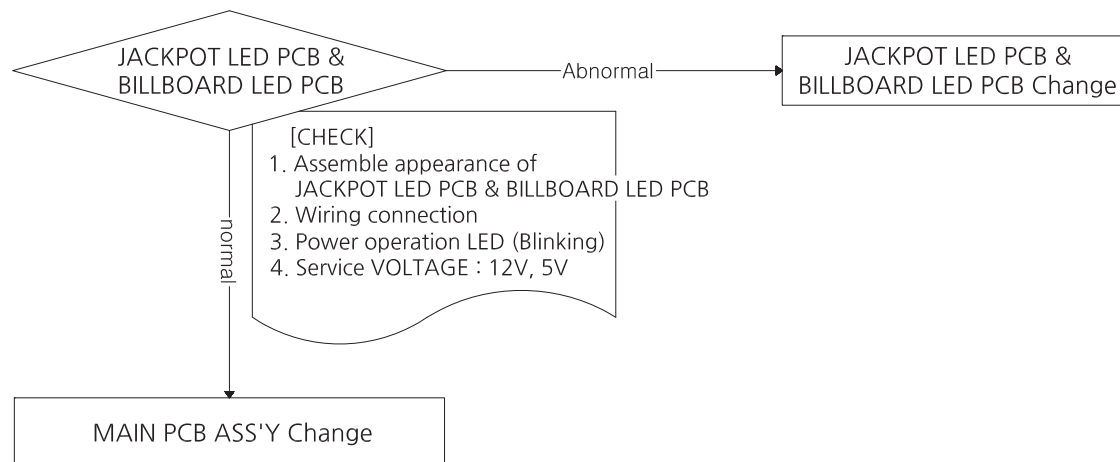 JACKPOT LED PCB &
BILLBOARD LED PCB
Abnormal
JACKPOT LED PCB &
BILLBOARD LED PCB Change
[CHECK]
1. Assemble appearance of
JACKPOT LED PCB & BILLBOARD LED PCB
2. Wiring connection
3. Power operation LED (Blinking)
4. Service VOLTAGE : 12V, 5V
normal
MAIN PCB ASS'Y Change